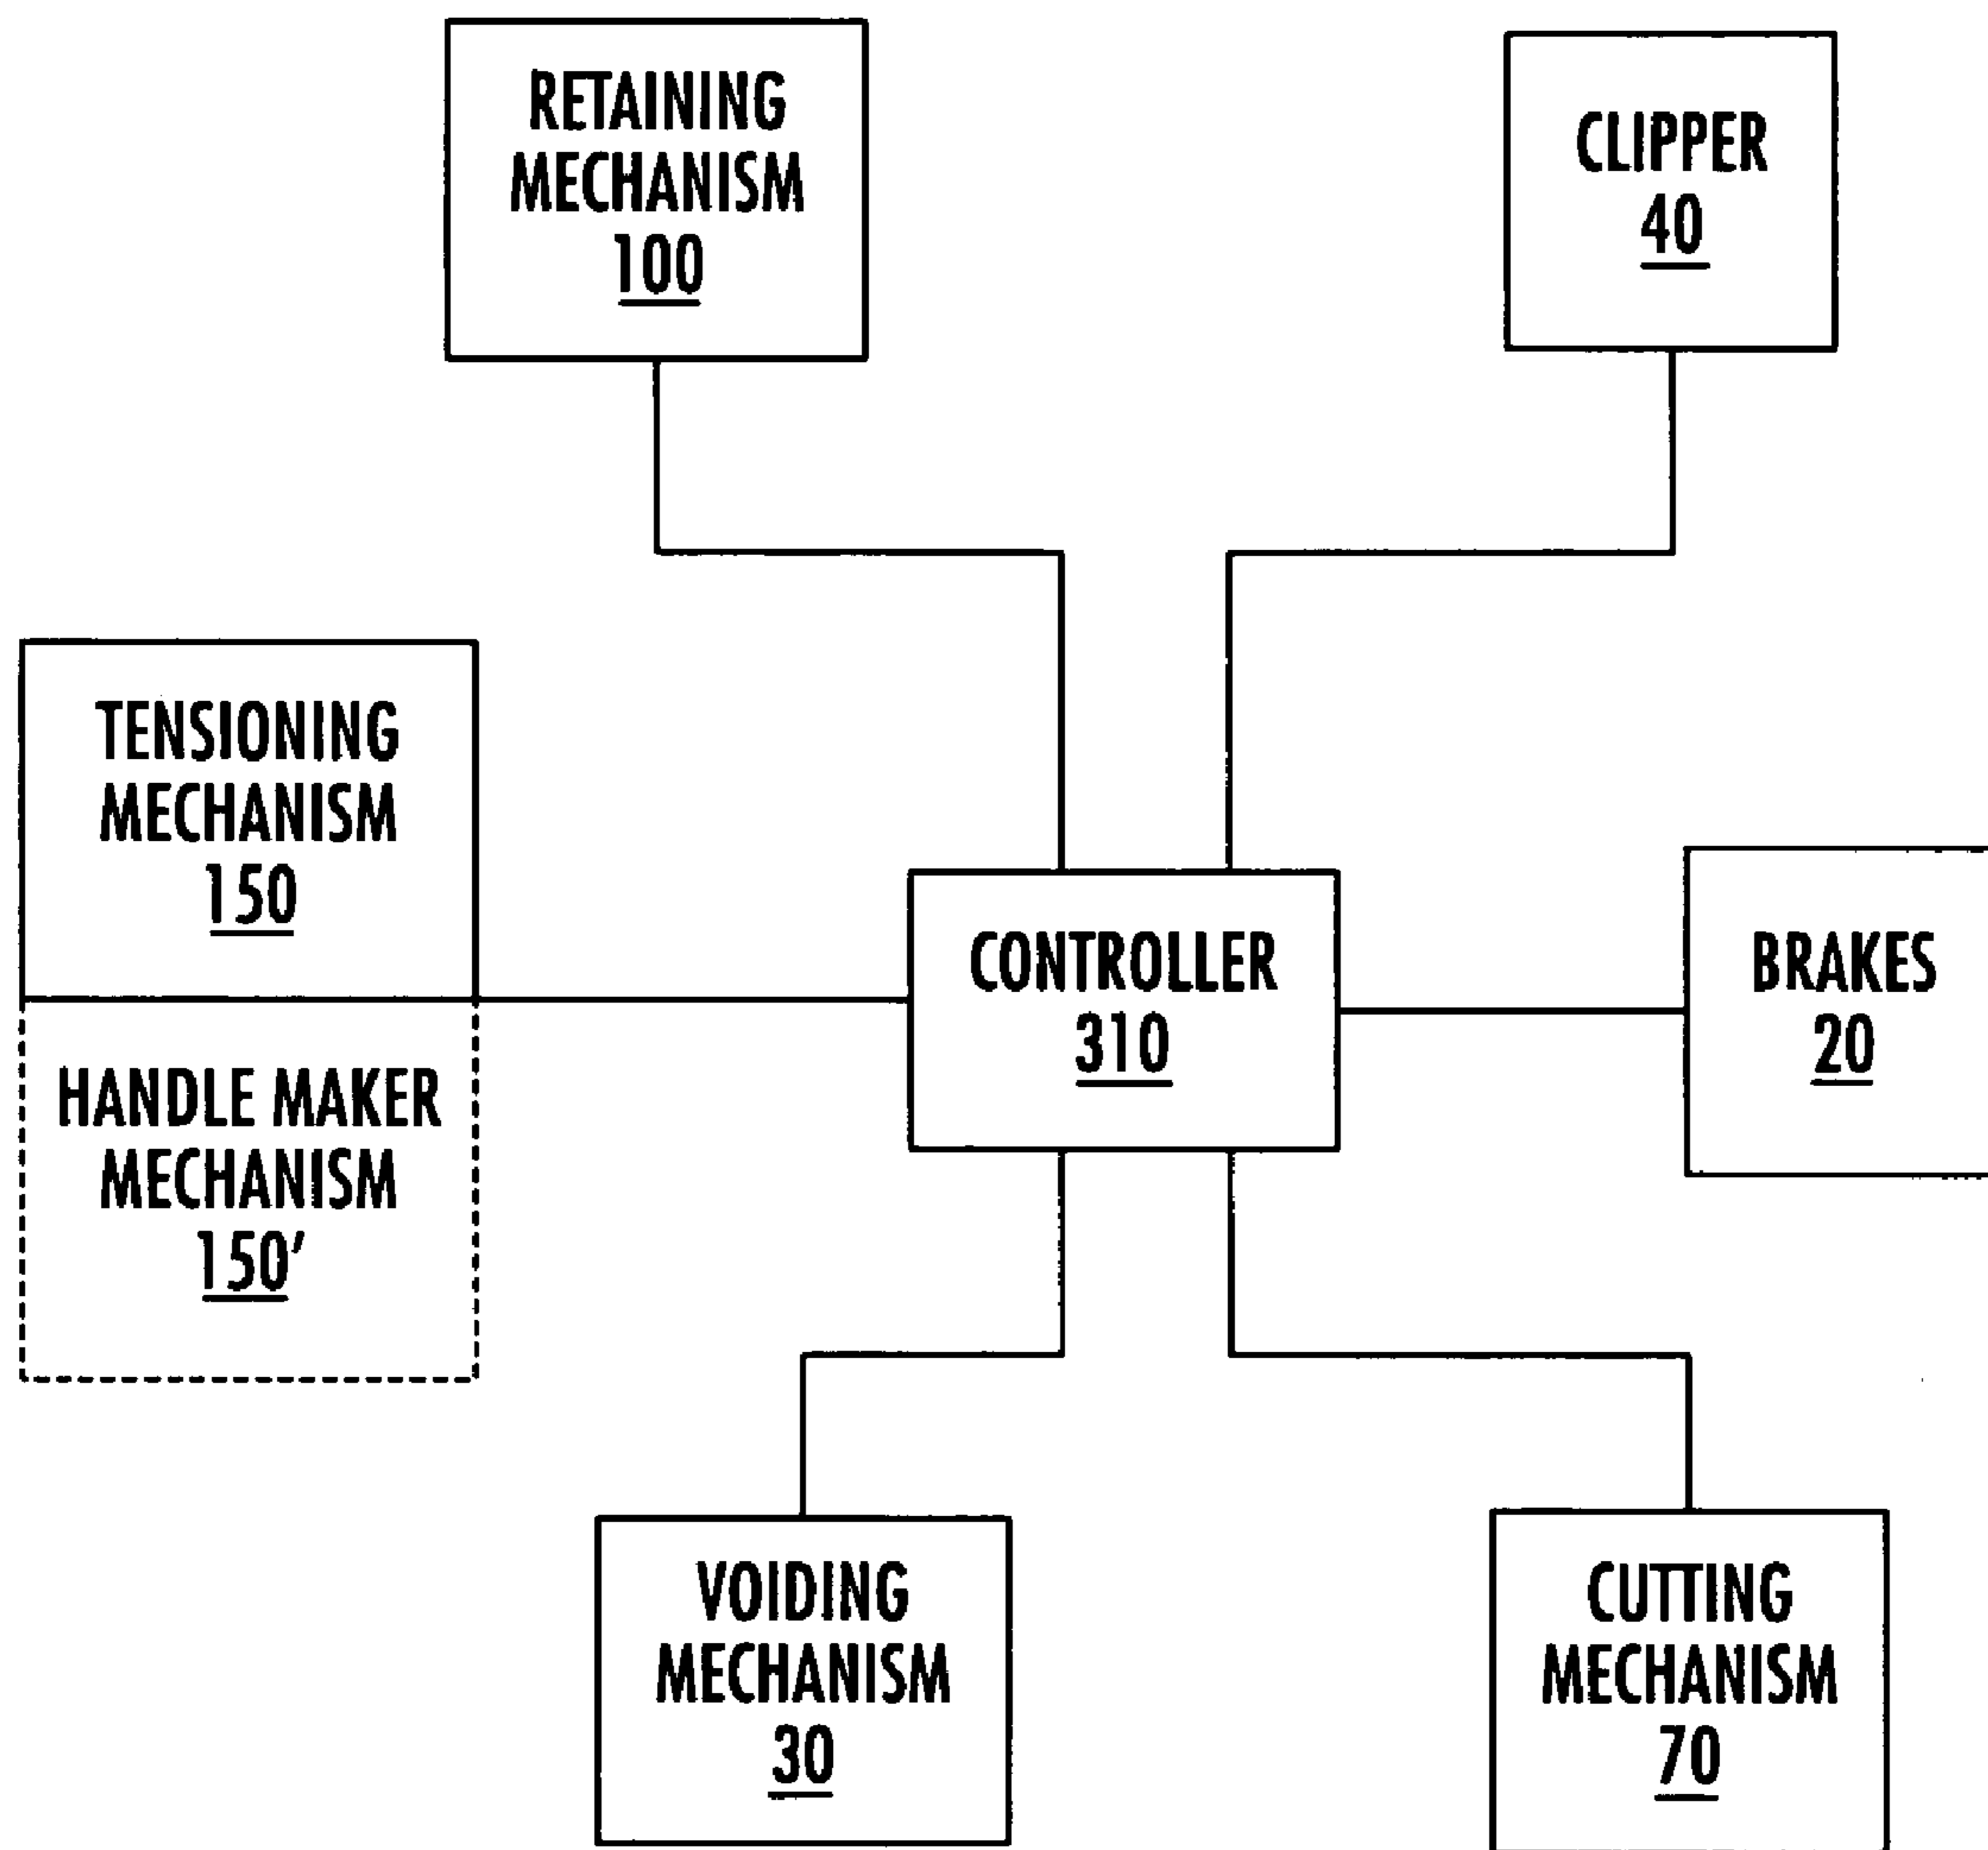 RETAINING
MECHANISM
100
CLIPPER
40
TENSIONING
MECHANISM
150
HANDLE MAKER
MECHANISM
150'
CONTROLLER
310
BRAKES
20
VOIDING
MECHANISM
30
CUTTING
MECHANISM
70